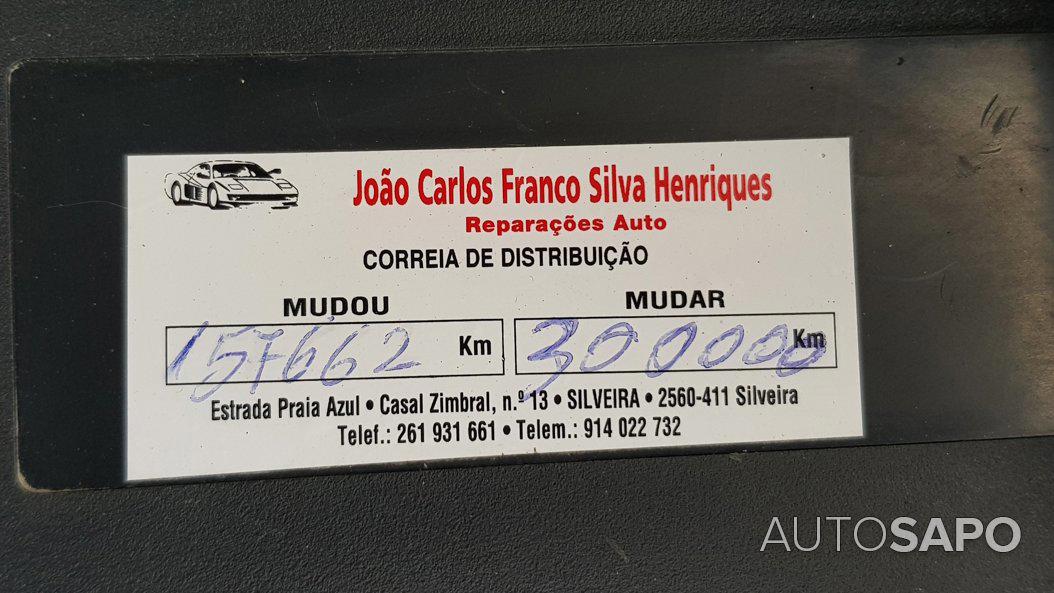 João Carlos Franco Silva Henriques
Reparações Auto
CORREIA DE DISTRIBUIÇÃO
MUDOU MUDAR
157662 Km 300000 Km
Estrada Praia Azul • Casal Zimbral, n.º 13 • SILVEIRA • 2560-411 Silveira
Telef.: 261 931 661 • Telem.: 914 022 732
AUTOSAPO